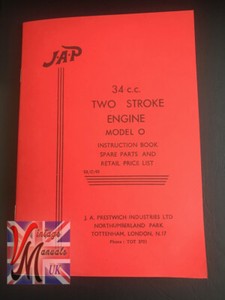 J.A.P
34 c.c.
TWO STROKE
ENGINE
MODEL O
INSTRUCTION BOOK
SPARE PARTS AND
RETAIL PRICE LIST
J. A. PRESTWICH INDUSTRIES LTD
NORTHUMBERLAND PARK,
TOTTENHAM, LONDON, N.17
Phone:
Vintage
Manuals
UK